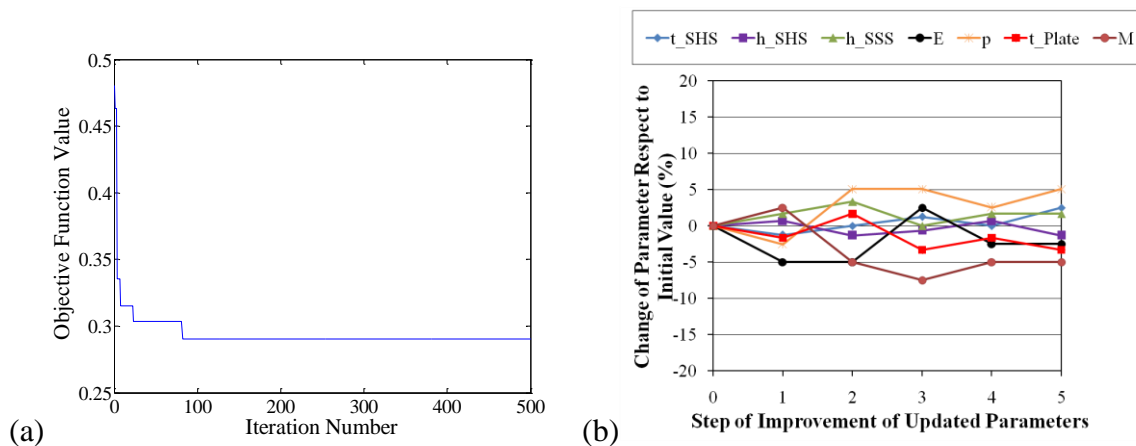 (a)
Objective Function Value
0.5
0.45
0.4
0.35
0.3
0.25
0 100 200 300 400 500
Iteration Number
(b)
t_SHS h_SHS h_SSS E p t_Plate M
Change of Parameter Respect to
Initial Value (%)
20
15
10
5
0
-5
-10
-15
-20
0 1 2 3 4 5
Step of Improvement of Updated Parameters